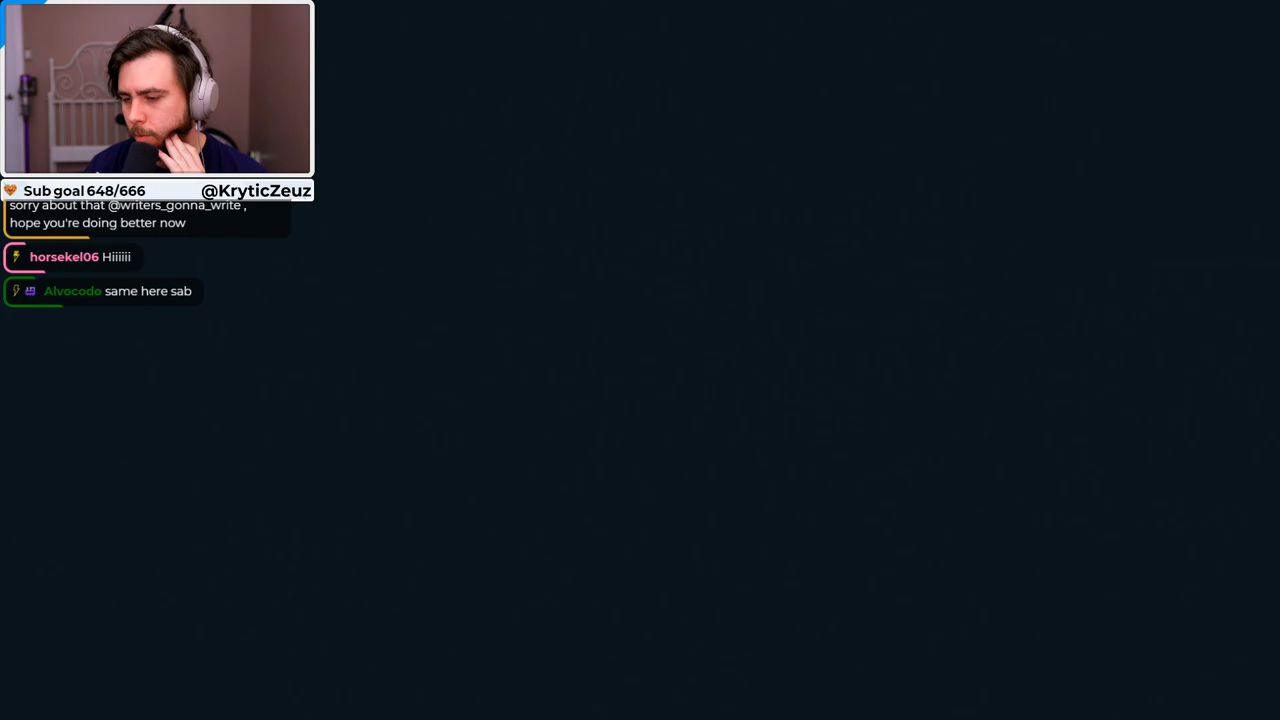 Sub goal 648/666 @KryticZeuz
sorry about that @writers_gonna_write ,
hope you're doing better now
horsekel06 Hiiiiii
Alvocodo same here sab